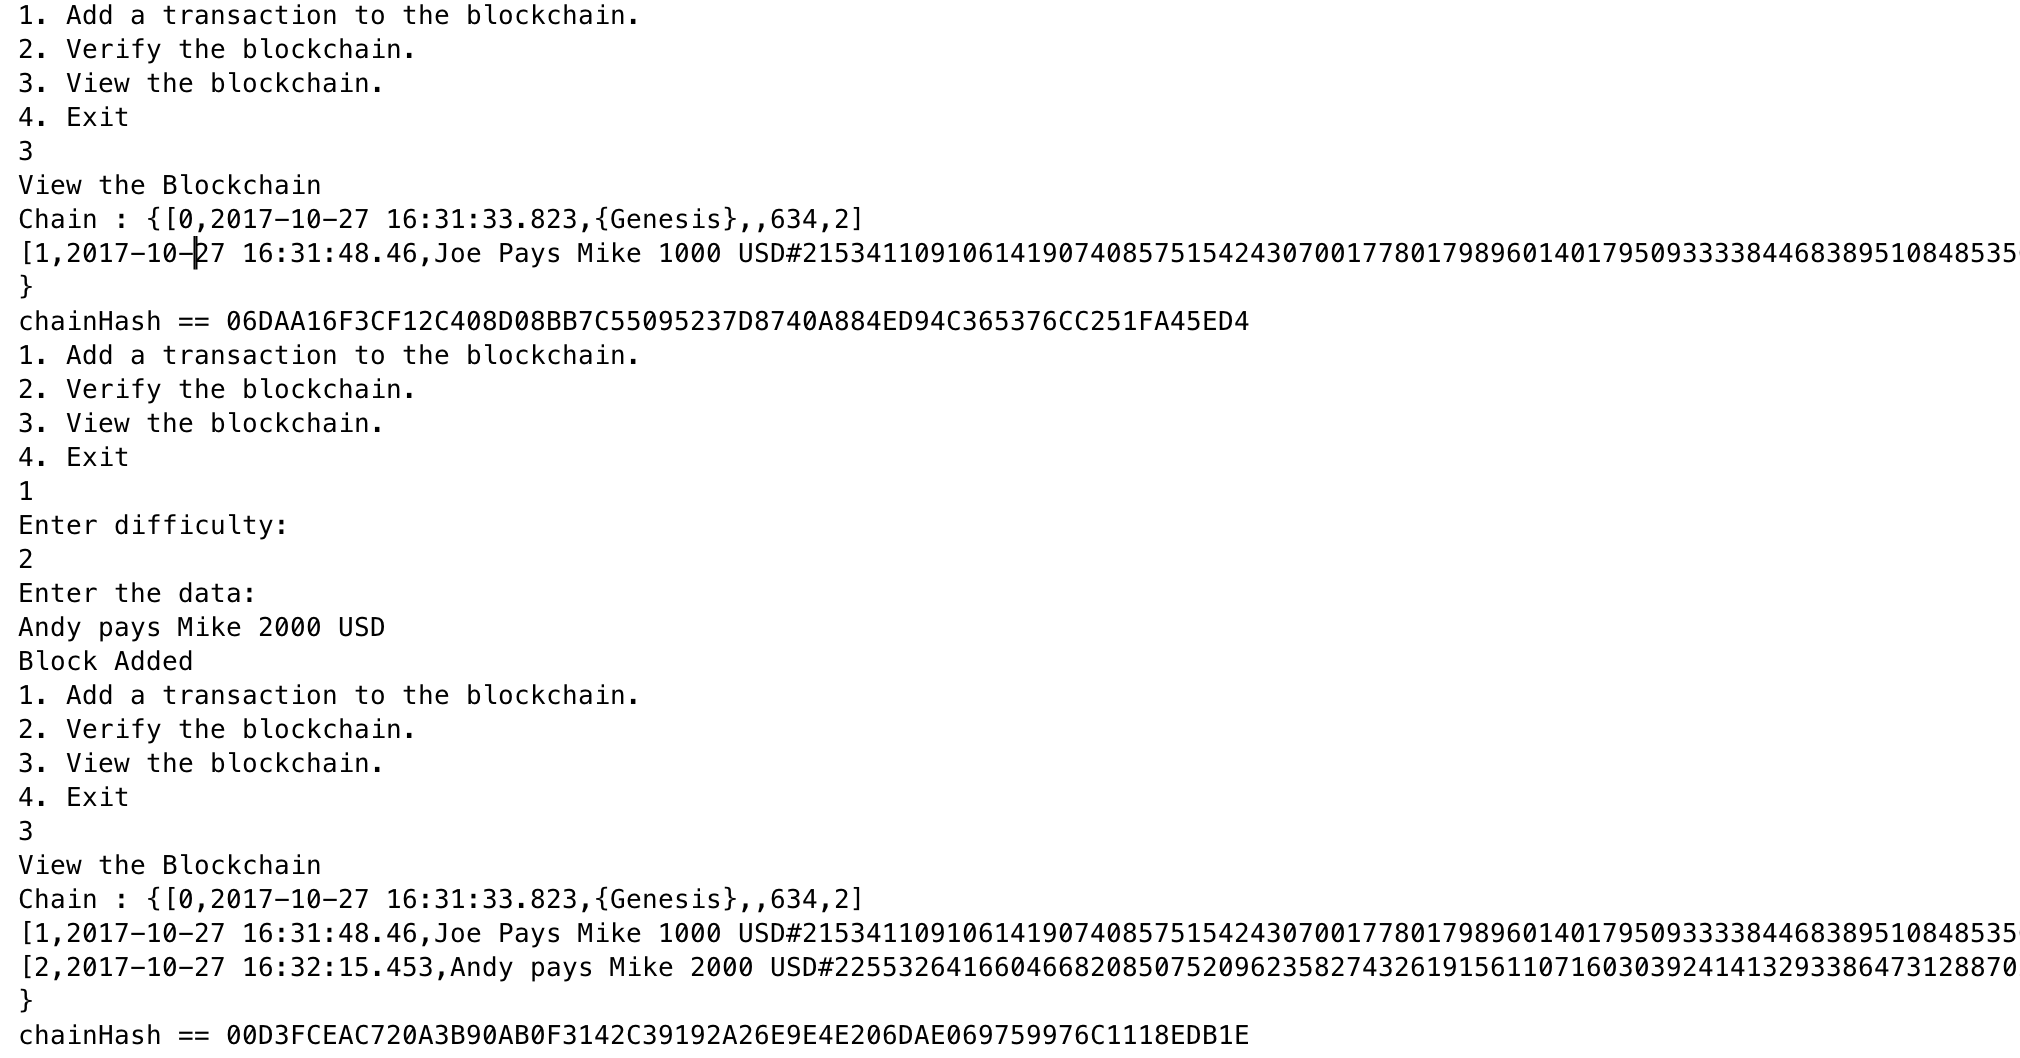 1. Add a transaction to the blockchain.
2. Verify the blockchain.
3. View the blockchain.
4. Exit
3
View the Blockchain
Chain : {[0,2017-10-27 16:31:33.823,{Genesis},,634,2]
[1,2017-10-27 16:31:48.46,Joe Pays Mike 1000 USD#2153411091061419074085751542430700177801798960140179509333384468389510848535
}
chainHash == 06DAA16F3CF12C408D08BB7C55095237D8740A884ED94C365376CC251FA45ED4
1. Add a transaction to the blockchain.
2. Verify the blockchain.
3. View the blockchain.
4. Exit
1
Enter difficulty:
2
Enter the data:
Andy pays Mike 2000 USD
Block Added
1. Add a transaction to the blockchain.
2. Verify the blockchain.
3. View the blockchain.
4. Exit
3
View the Blockchain
Chain : {[0,2017-10-27 16:31:33.823,{Genesis},,634,2]
[1,2017-10-27 16:31:48.46,Joe Pays Mike 1000 USD#2153411091061419074085751542430700177801798960140179509333384468389510848535
[2,2017-10-27 16:32:15.453,Andy pays Mike 2000 USD#22553264166046682085075209623582743261915611071603039241413293386473128870
}
chainHash == 00D3FCEAC720A3B90AB0F3142C39192A26E9E4E206DAE069759976C1118EDB1E